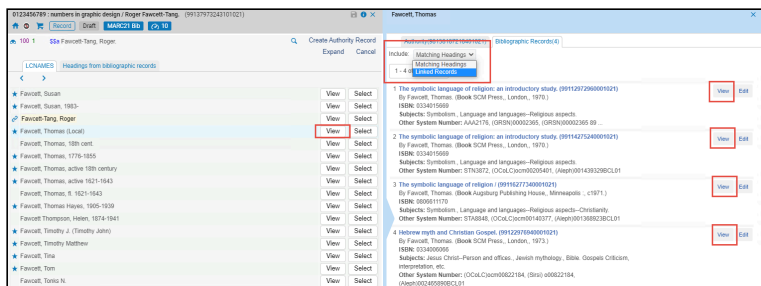 0123456789 : numbers in graphic design / Roger Fawcett-Tang. (99137973243101021)
Record Draft MARC21 Bib 10
100 1 $$a Fawcett-Tang, Roger.
Create Authority Record
Expand Cancel
LCNAMES Headings from bibliographic records
Fawcett, Susan View Select
Fawcett, Susan, 1983- View Select
Fawcett-Tang, Roger View Select
Fawcett, Thomas (Local) View Select
Fawcett, Thomas, 18th cent. View Select
Fawcett, Thomas, 1776-1855 View Select
Fawcett, Thomas, active 18th century View Select
Fawcett, Thomas, active 1621-1643 View Select
Fawcett, Thomas, fl. 1621-1643 View Select
Fawcett, Thomas Hayes, 1905-1939 View Select
Fawcett Thompson, Helen, 1874-1941 View Select
Fawcett, Timothy J. (Timothy John) View Select
Fawcett, Timothy Matthew View Select
Fawcett, Tina View Select
Fawcett, Tom View Select
Fawcett, Tonks N. View Select
Fawcett, Thomas
Bibliographic Records(4)
Include: Matching Headings
Matching Headings
Linked Records
1 - 4
1 The symbolic language of religion: an introductory study. (99122972960001021) View Edit
By Fawcett, Thomas. (Book SCM Press,, London,, 1970.)
ISBN: 0334015669
Subjects: Symbolism., Language and languages--Religious aspects.
Other System Number: AAA2176, (GRSN)00002365, (GRSN)00002365 89 ...
2 The symbolic language of religion: an introductory study. (99114275240001021) View Edit
By Fawcett, Thomas. (Book SCM Press,, London,, 1970.)
ISBN: 0334015669
Subjects: Symbolism., Language and languages--Religious aspects.
Other System Number: STN3872, (OCoLC)ocm00205401, (Aleph)001439329BCL01
3 The symbolic language of religion / (99116277340001021) View Edit
By Fawcett, Thomas. (Book Augsburg Publishing House,, Minneapolis :, c1971.)
ISBN: 0806611170
Subjects: Symbolism., Language and languages--Religious aspects--Christianity.
Other System Number: STA8848, (OCoLC)ocm00140377, (Aleph)001368923BCL01
4 Hebrew myth and Christian Gospel. (99122976840001021) View Edit
By Fawcett, Thomas. (Book SCM Press,, London,, 1973.)
ISBN: 0334006066
Subjects: Jesus Christ--Person and offices., Jewish mythology., Bible. Gospels Criticism,
interpretation, etc.
Other System Number: (OCoLC)ocm00822184, (Sirsi) o00822184,
(Aleph)002465890BCL01